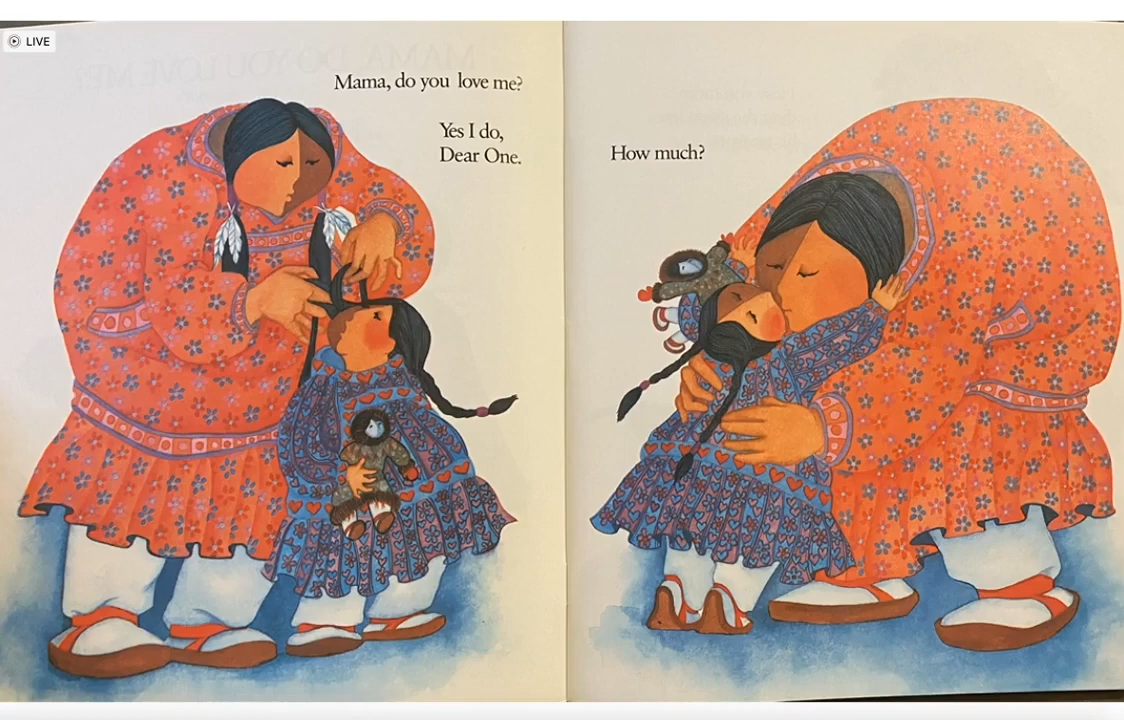 LIVE
Mama, do you love me?
Yes I do,
Dear One.
How much?